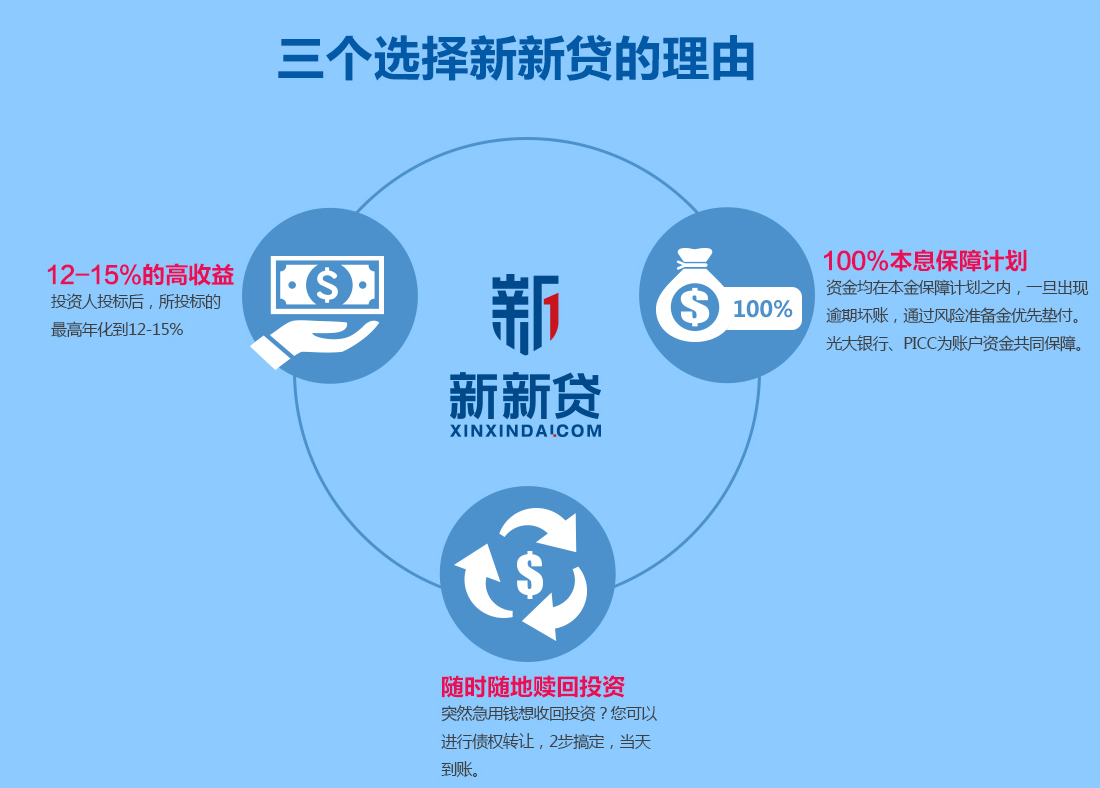 三个选择新新贷的理由
12-15%的高收益
投资人投标后，所投标的
最高年化到12-15%
$
$
100%
100%本息保障计划
资金均在本金保障计划之内，一旦出现
逾期坏账，通过风险准备金优先垫付。
光大银行、PICC为账户资金共同保障。
新
新新贷
XINXINDAI.COM
$
随时随地赎回投资
突然急用钱想收回投资？您可以
进行债权转让，2步搞定，当天
到账。